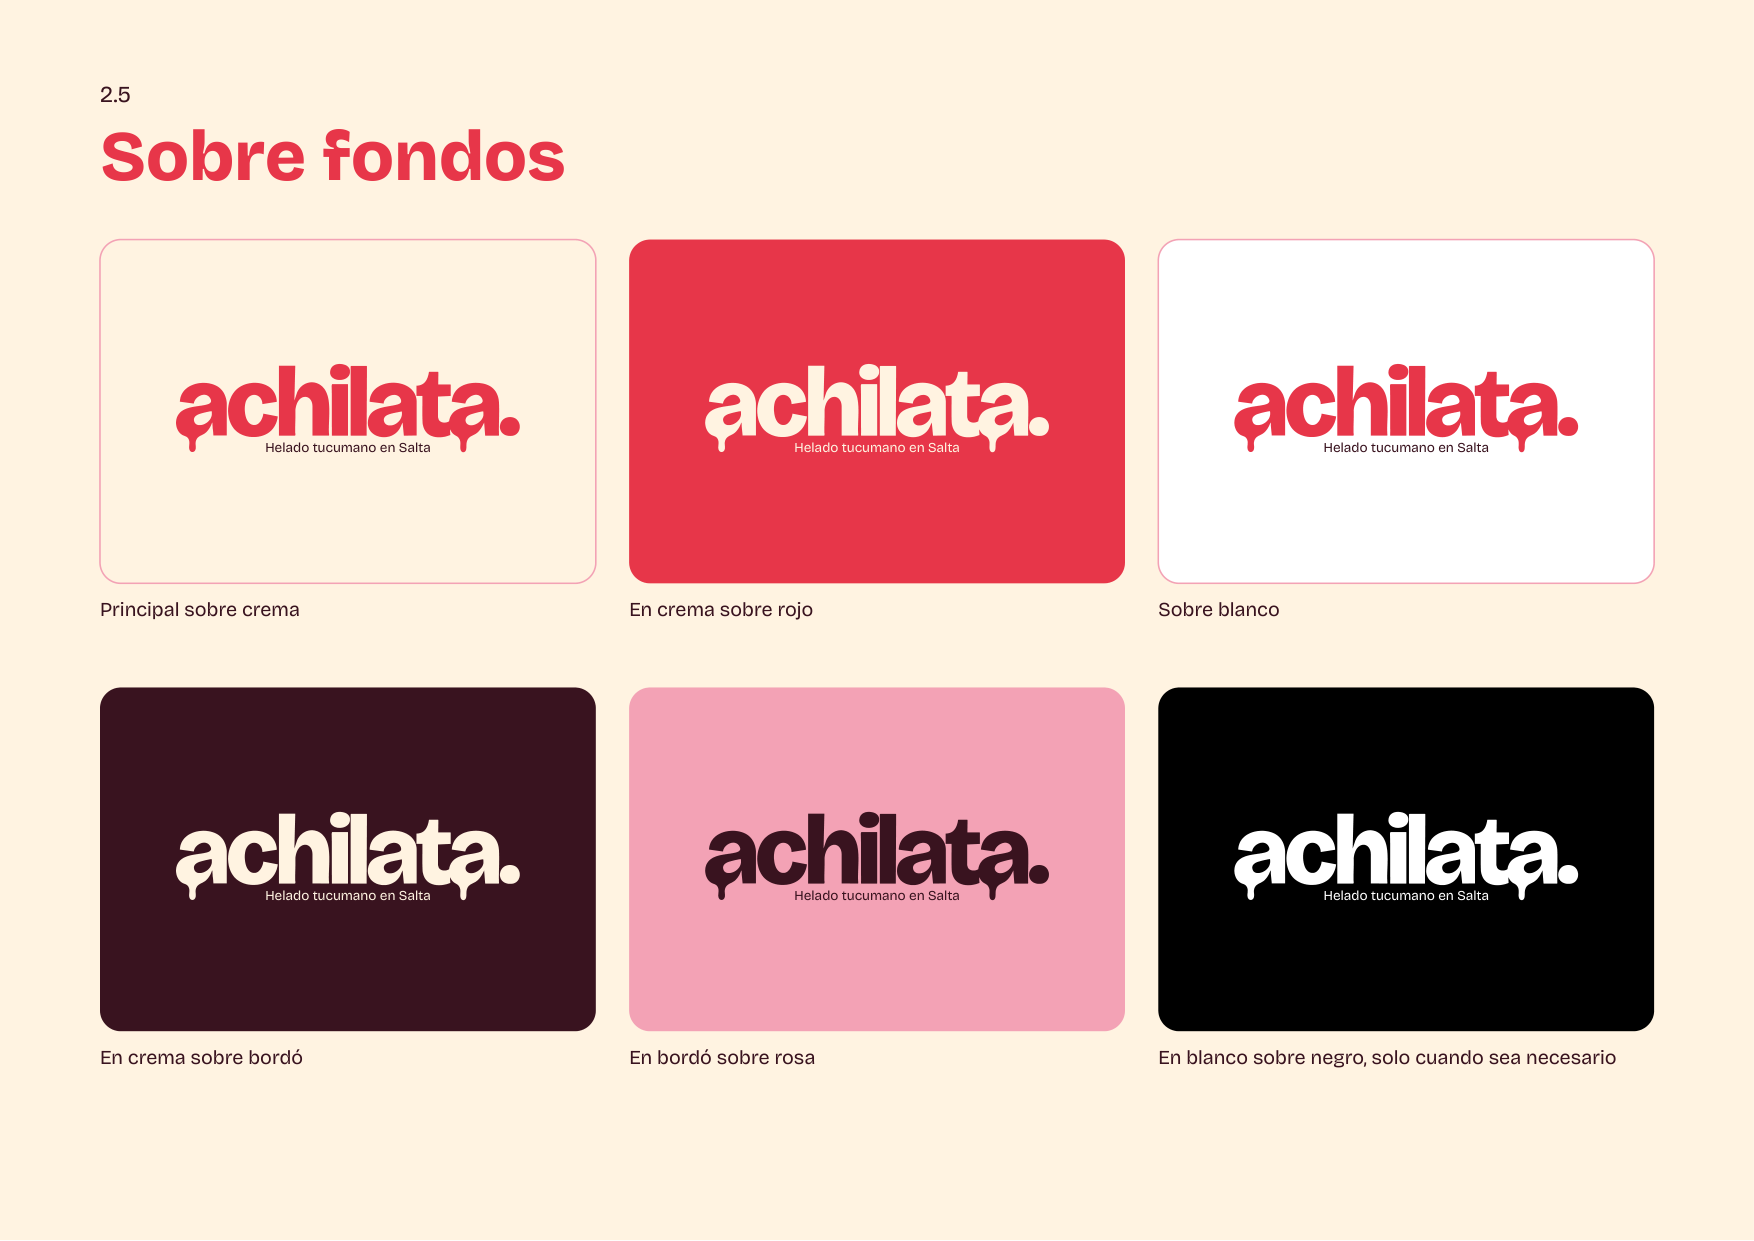 2.5
Sobre fondos
achilata.
Helado tucumano en Salta
achilata.
Helado tucumano en Salta
achilata.
Helado tucumano en Salta
Principal sobre crema
En crema sobre rojo
Sobre blanco
achilata.
Helado tucumano en Salta
achilata.
Helado tucumano en Salta
achilata.
Helado tucumano en Salta
En crema sobre bordó
En bordó sobre rosa
En blanco sobre negro, solo cuando sea necesario